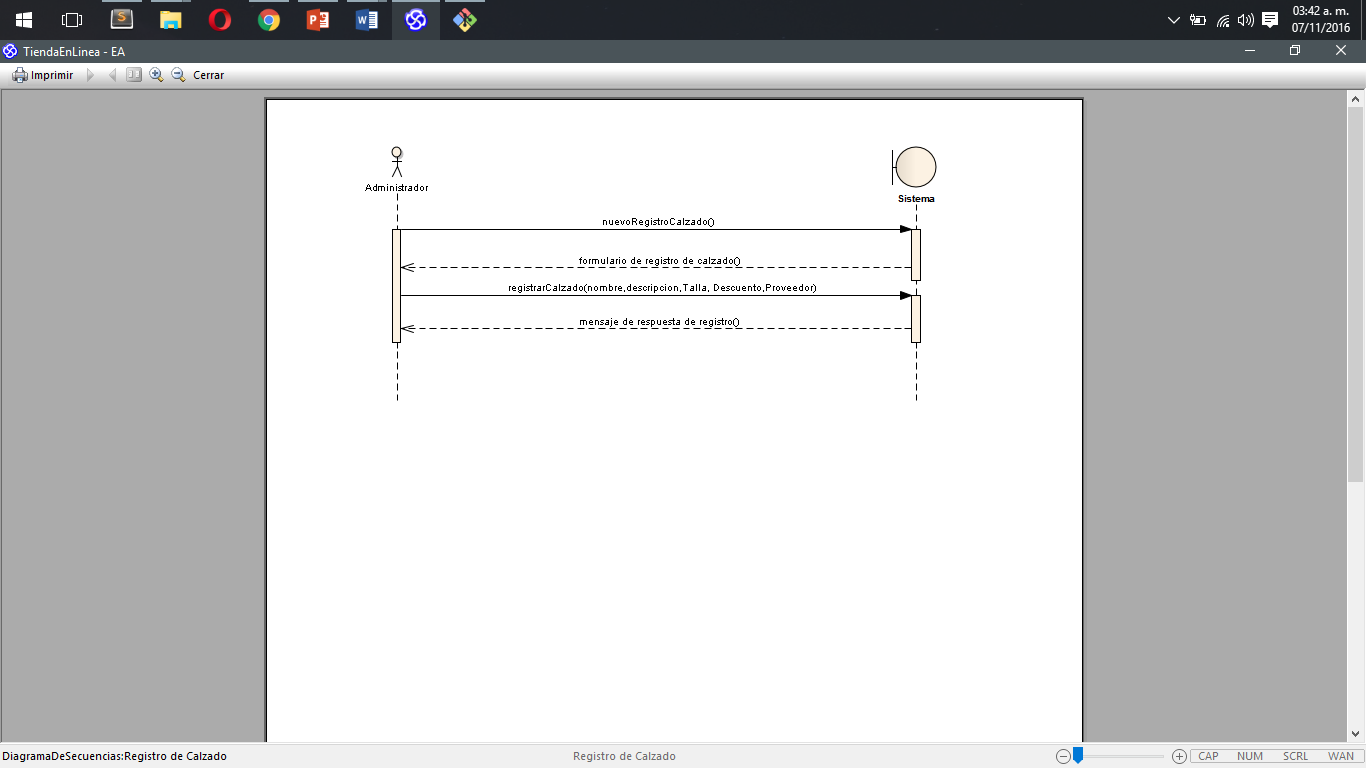 03:42 a. m.
07/11/2016
TiendaEnLinea - EA
Imprimir Cerrar
Administrador
Sistema
nuevoRegistroCalzado()
formulario de registro de calzado()
registrarCalzado(nombre,descripcion,Talla, Descuento,Proveedor)
mensaje de respuesta de registro()
DiagramaDeSecuencias:Registro de Calzado Registro de Calzado CAP NUM SCRL WAN